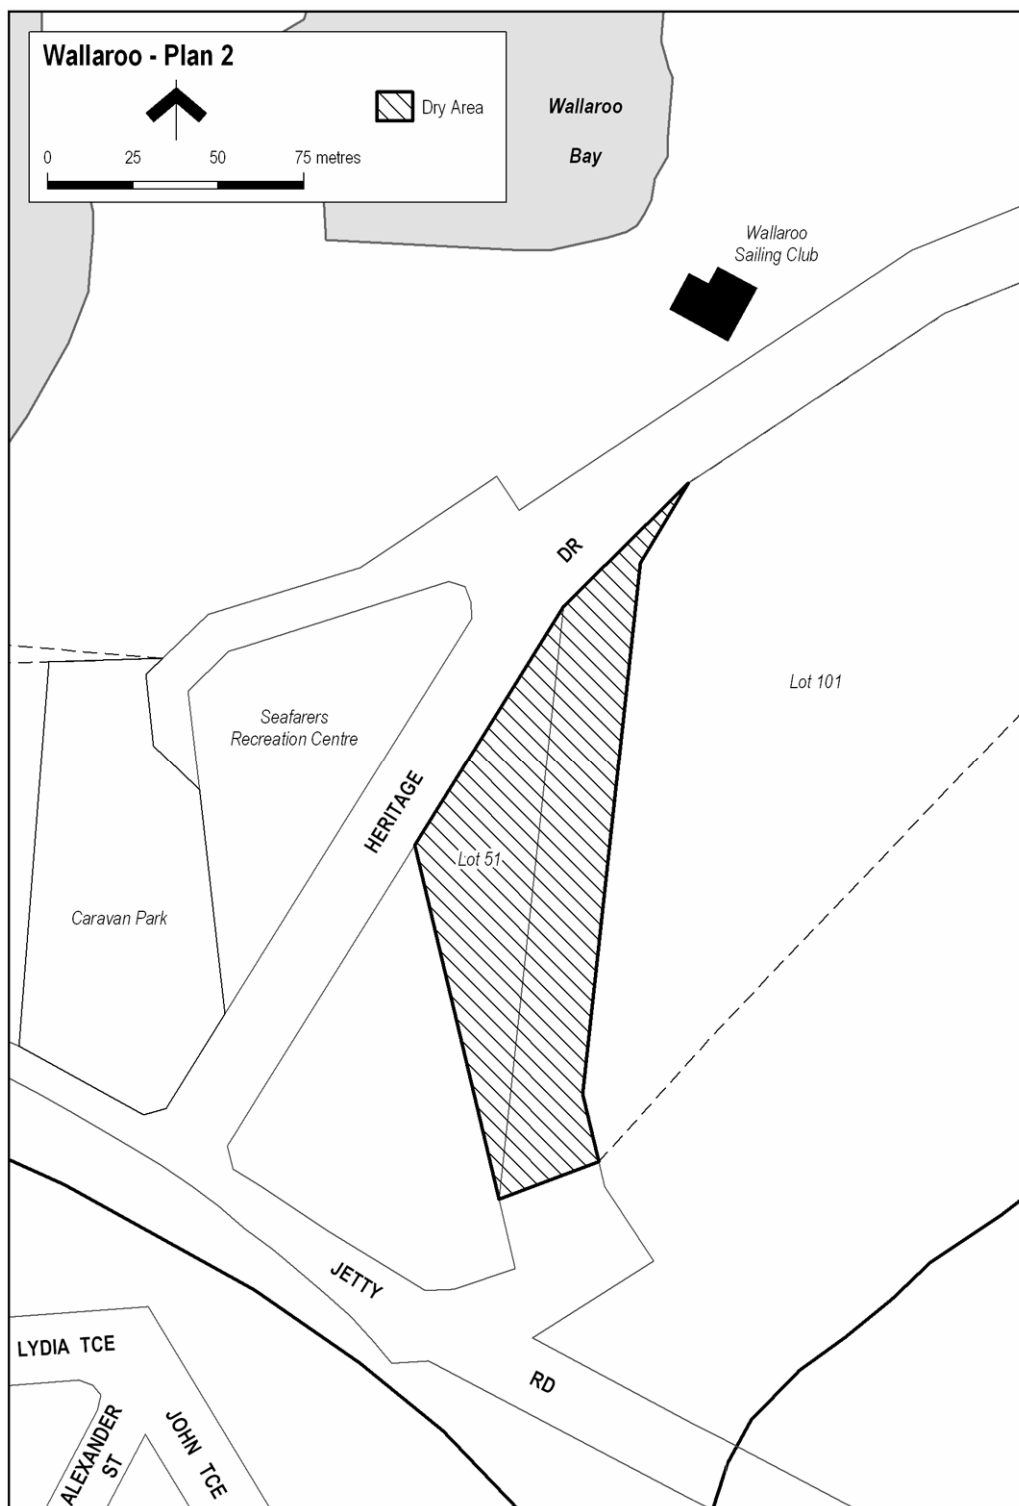 Wallaroo - Plan 2
Dry Area
0 25 50 75 metres
Wallaroo
Bay
Wallaroo
Sailing Club
DR
Lot 101
Seafarers
Recreation Centre
HERITAGE
Lot 51
Caravan Park
JETTY
RD
LYDIA TCE
ALEXANDER
ST
JOHN TCE